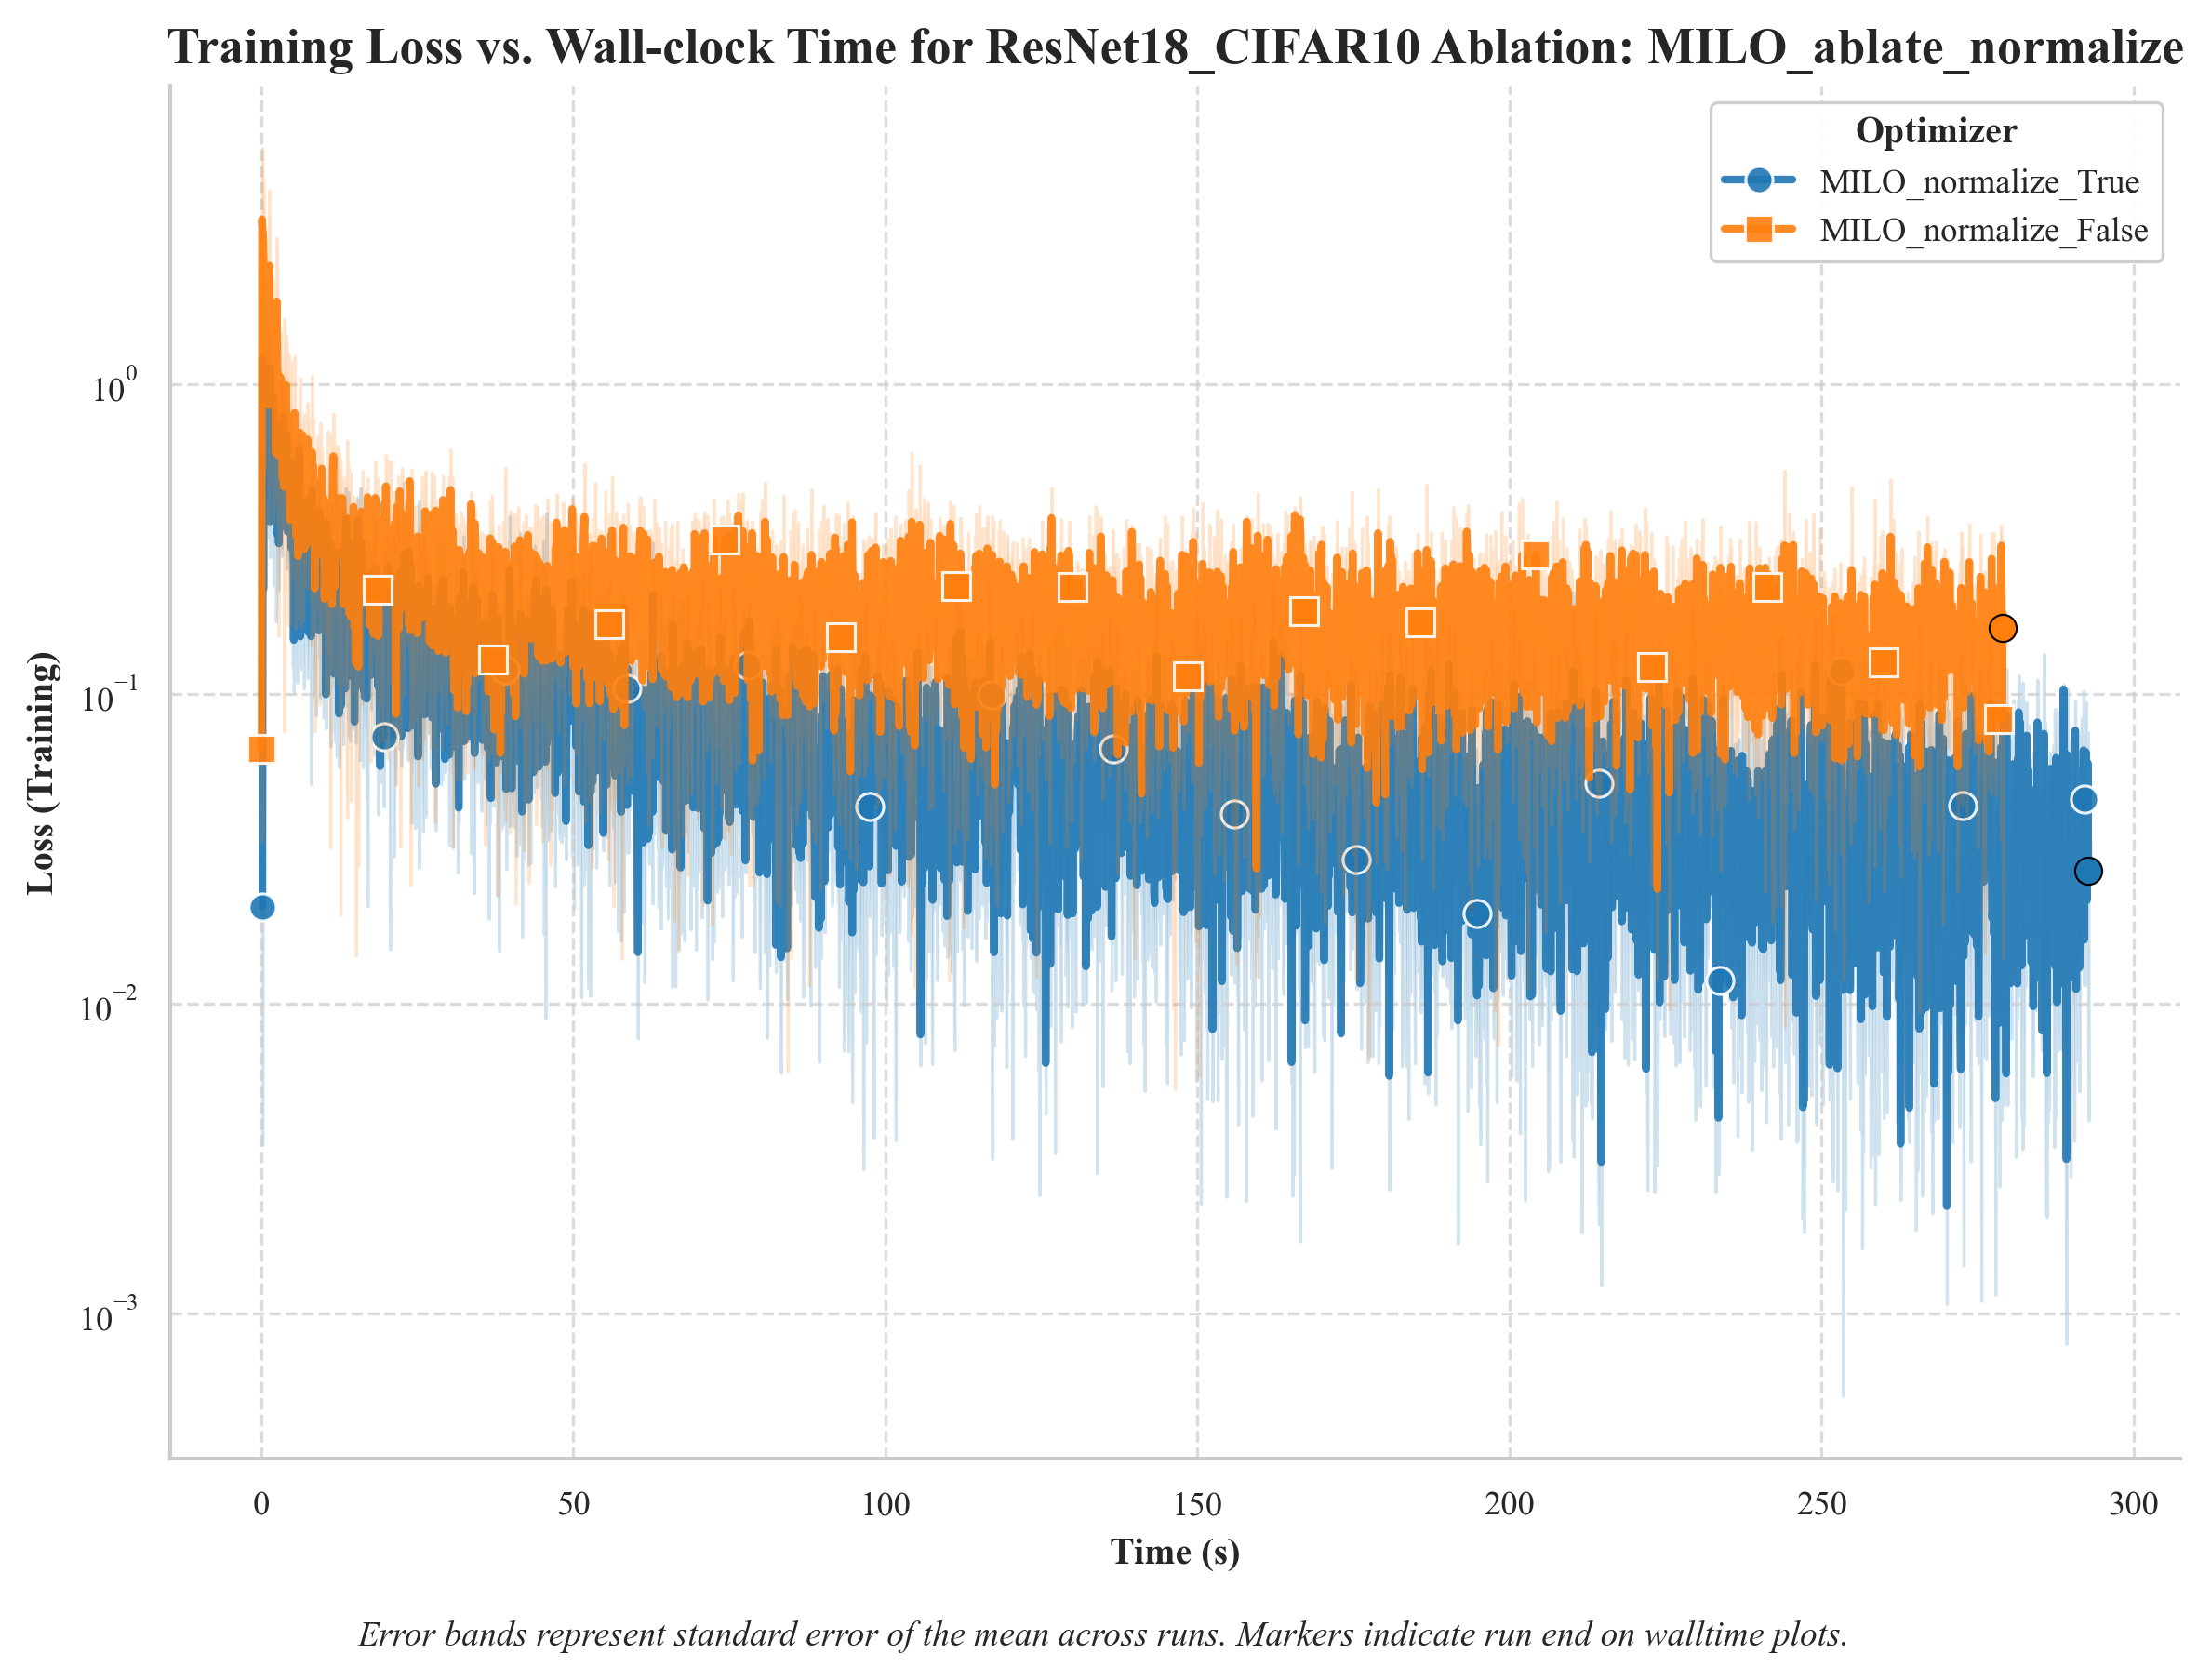 Training Loss vs. Wall-clock Time for ResNet18_CIFAR10 Ablation: MILO_ablate_normalize
Optimizer
MILO_normalize_True
MILO_normalize_False
Loss (Training)
10⁰
10⁻¹
10⁻²
10⁻³
0 50 100 150 200 250 300
Time (s)
Error bands represent standard error of the mean across runs. Markers indicate run end on walltime plots.